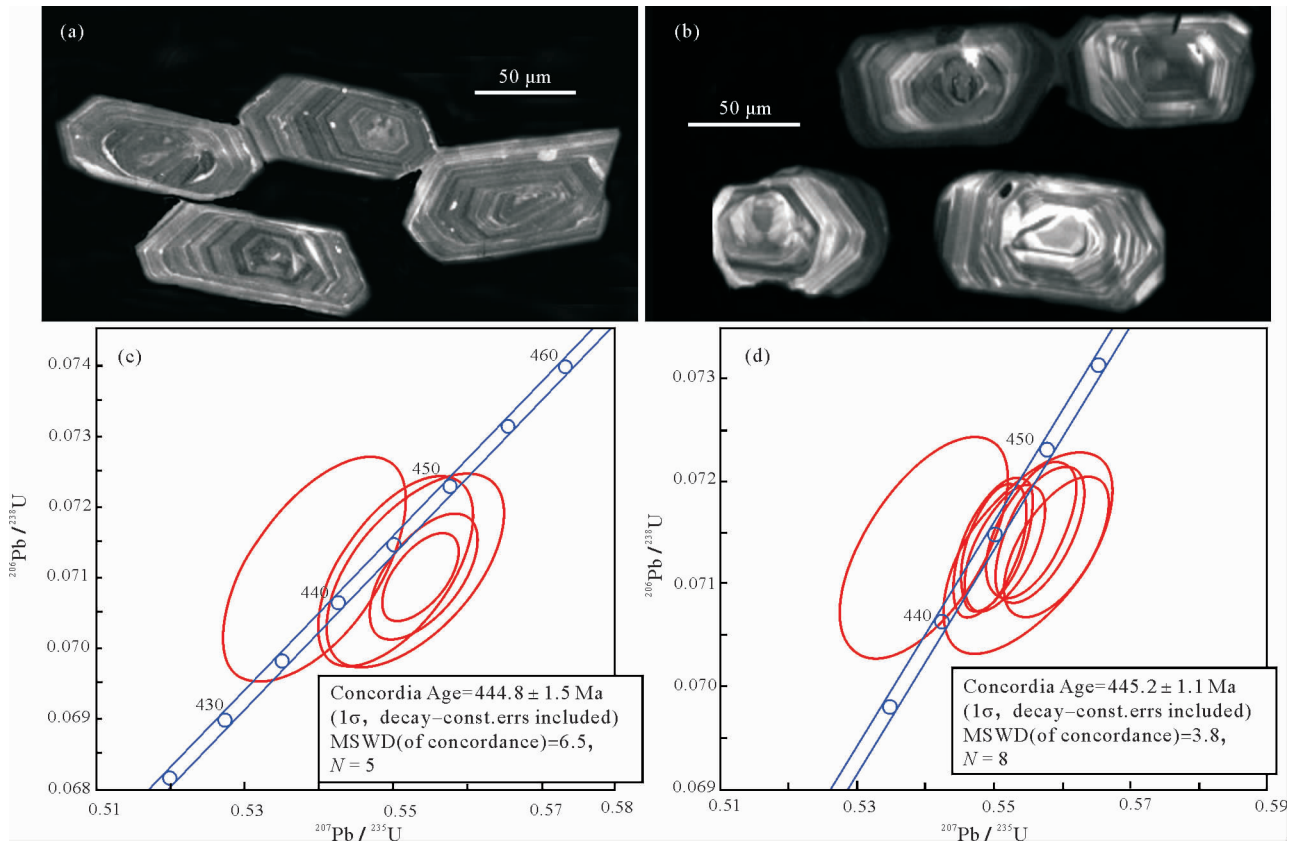 (a)
50 μm
(b)
50 μm
(c)
0.074
0.073
0.072
0.071
0.070
0.069
0.068
²⁰⁶Pb / ²³⁸U
460
450
440
430
Concordia Age=444.8 ± 1.5 Ma
(1σ, decay–const.errs included)
MSWD(of concordance)=6.5,
N = 5
0.51 0.53 0.55 0.57 0.58
²⁰⁷Pb / ²³⁵U
(d)
0.073
0.072
0.071
0.070
0.069
²⁰⁶Pb / ²³⁸U
450
440
Concordia Age=445.2 ± 1.1 Ma
(1σ, decay–const.errs included)
MSWD(of concordance)=3.8,
N = 8
0.51 0.53 0.55 0.57 0.59
²⁰⁷Pb / ²³⁵U